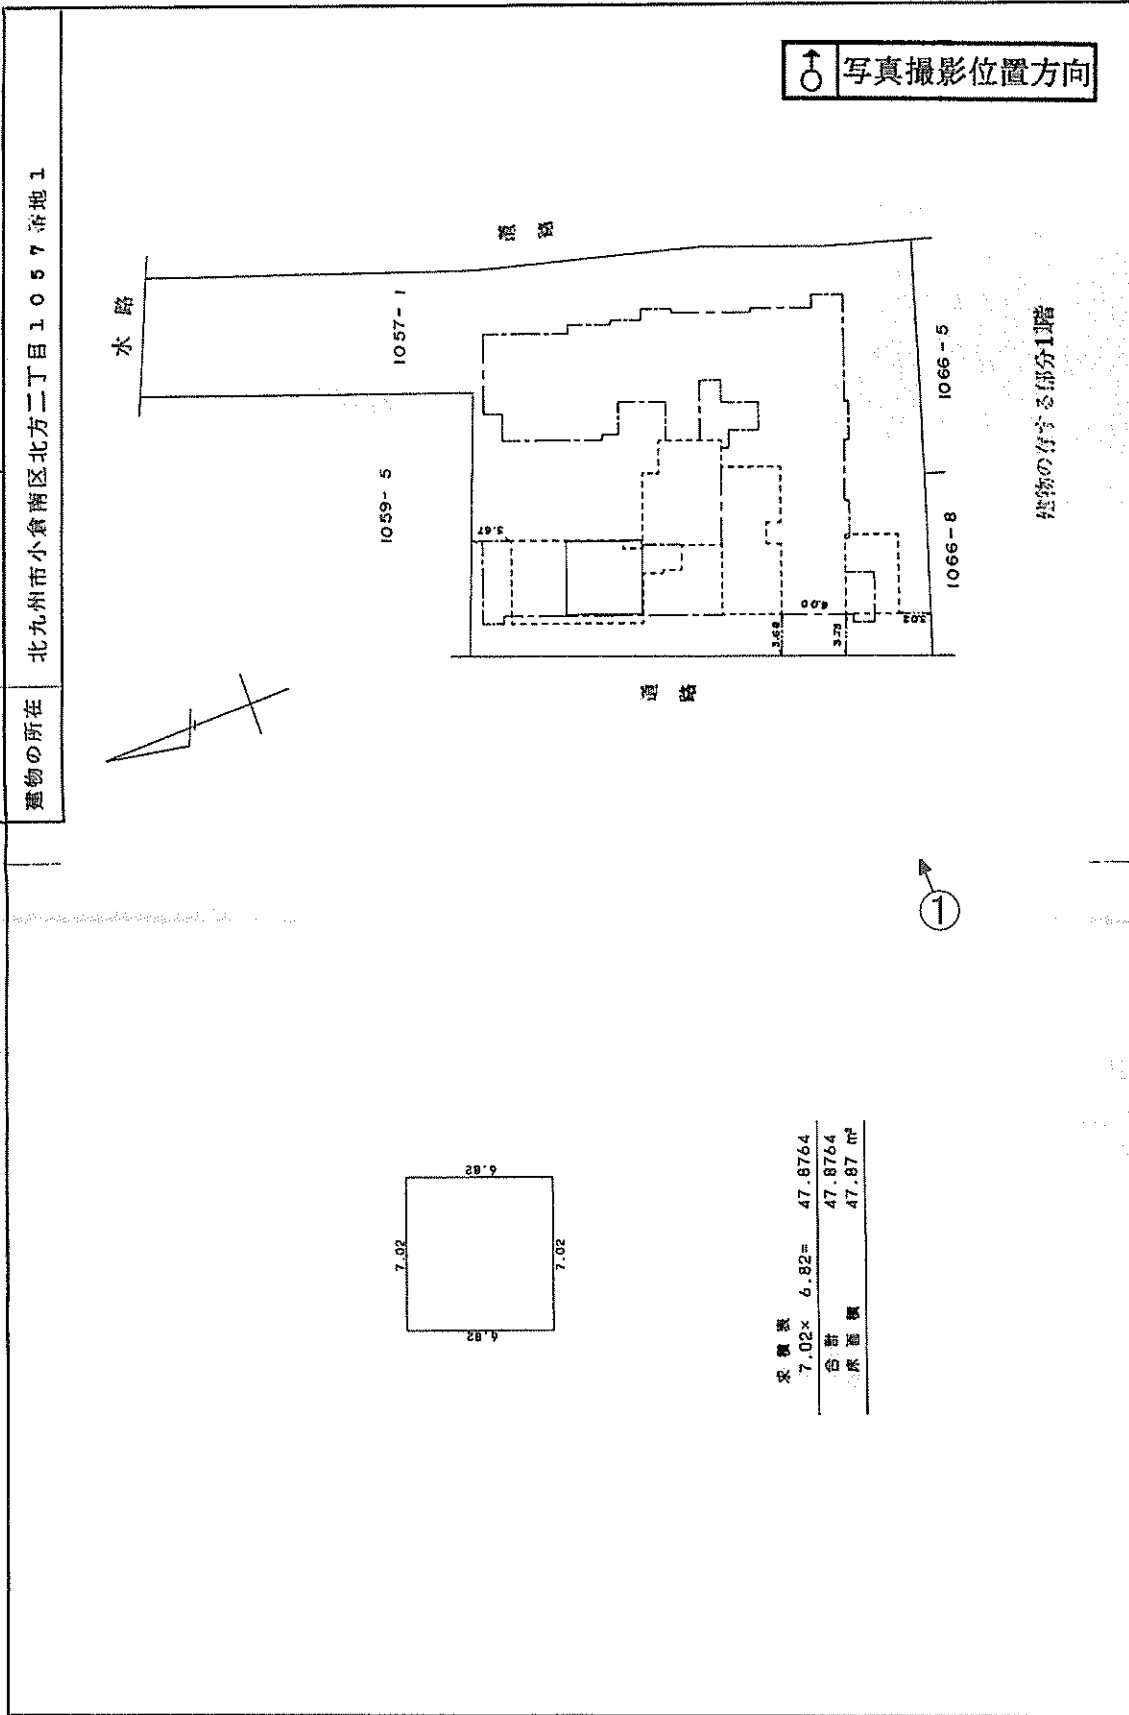 写真撮影位置方向
建物の所在
北九州市小倉南区北方二丁目1057番地1
水路
道路
1057-1
1059-5
5.67
3.68
6.00
3.75
3.03
1066-5
1066-8
道路
建物の存する部分1階
①
7.02
6.82
6.82
7.02
求積表
7.02× 6.82= 47.8764
合計 47.8764
床面積 47.87 ㎡